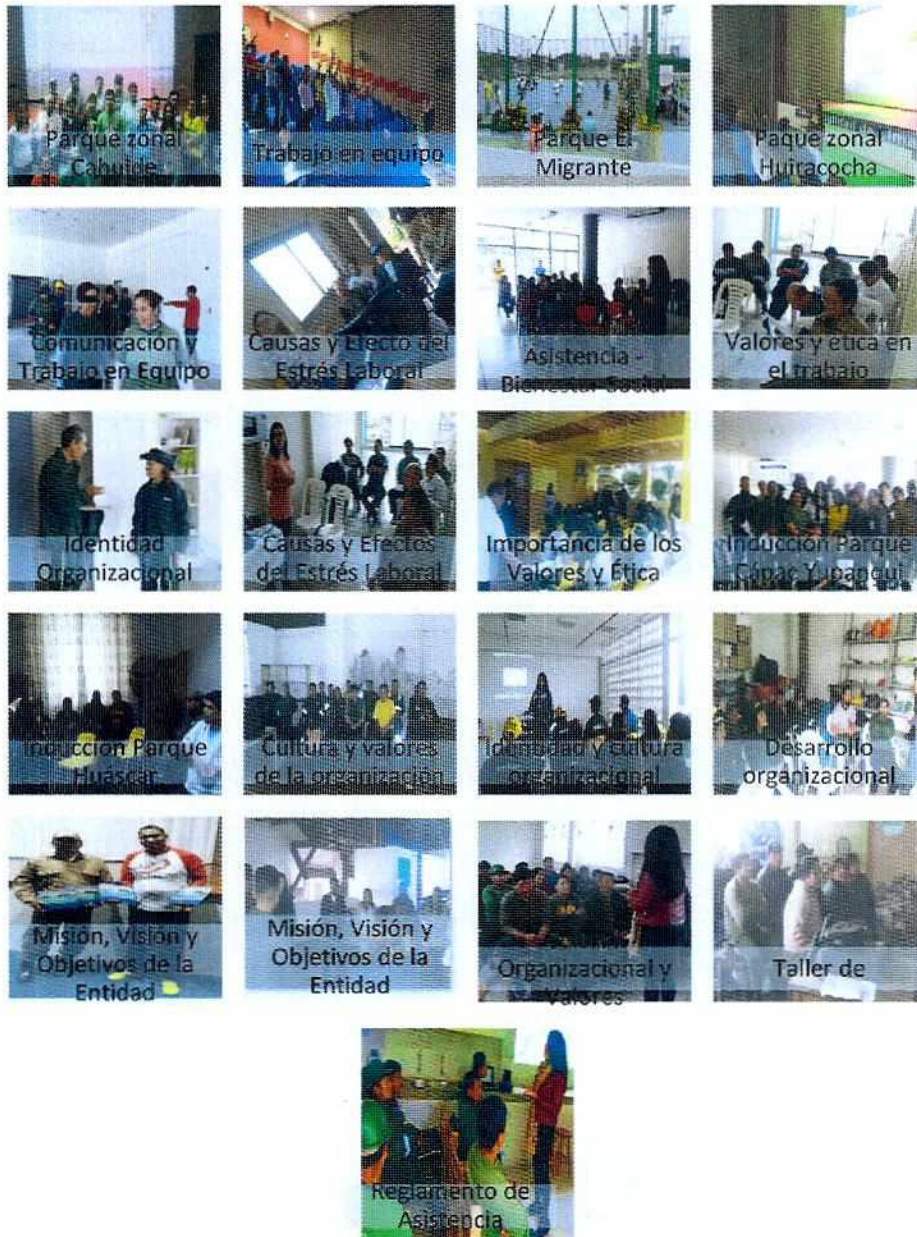 Parque zonal
Cahuide
Trabajo en equipo
Parque El
Migrante
Paque zonal
Huiracocha
Comunicación y
Trabajo en Equipo
Causas y Efecto del
Estrés Laboral
Asistencia -
Bienestar Social
Valores y ética en
el trabajo
Identidad
Organizacional
Causas y Efectos
del Estrés Laboral
Importancia de los
Valores y Ética
Inducción Parque
Cápac Yupanqui
Inducción Parque
Huáscar
Cultura y valores
de la organización
Identidad y cultura
organizacional
Desarrollo
organizacional
Misión, Visión y
Objetivos de la
Entidad
Misión, Visión y
Objetivos de la
Entidad
Organizacional y
Valores
Taller de
Reglamento de
Asistencia